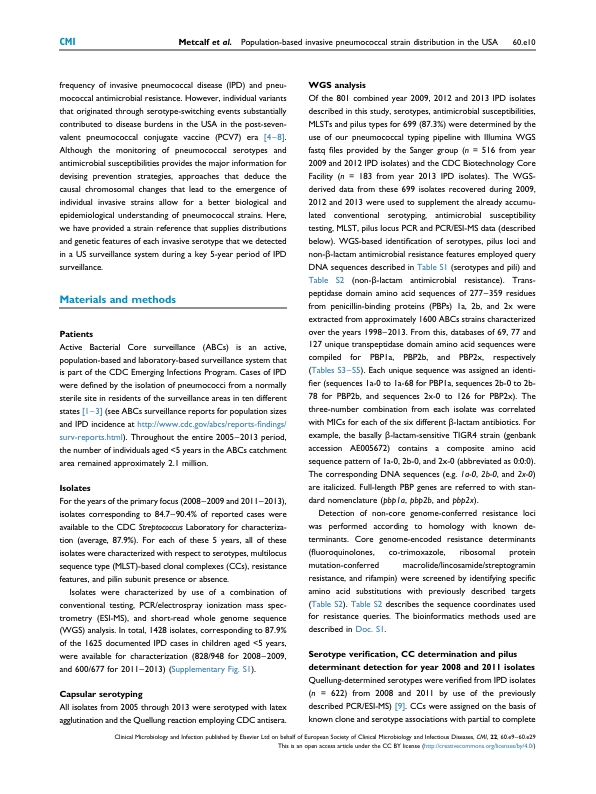 CMI
Metcalf et al. Population-based invasive pneumococcal strain distribution in the USA 60.e10
frequency of invasive pneumococcal disease (IPD) and pneu-
mococcal antimicrobial resistance. However, individual variants
that originated through serotype-switching events substantially
contributed to disease burdens in the USA in the post-seven-
valent pneumococcal conjugate vaccine (PCV7) era [4–8].
Although the monitoring of pneumococcal serotypes and
antimicrobial susceptibilities provides the major information for
devising prevention strategies, approaches that deduce the
causal chromosomal changes that lead to the emergence of
individual invasive strains allow for a better biological and
epidemiological understanding of pneumococcal strains. Here,
we have provided a strain reference that supplies distributions
and genetic features of each invasive serotype that we detected
in a US surveillance system during a key 5-year period of IPD
surveillance.
Materials and methods
Patients
Active Bacterial Core surveillance (ABCs) is an active,
population-based and laboratory-based surveillance system that
is part of the CDC Emerging Infections Program. Cases of IPD
were defined by the isolation of pneumococci from a normally
sterile site in residents of the surveillance areas in ten different
states [1–3] (see ABCs surveillance reports for population sizes
and IPD incidence at http://www.cdc.gov/abcs/reports-findings/
surv-reports.html). Throughout the entire 2005–2013 period,
the number of individuals aged <5 years in the ABCs catchment
area remained approximately 2.1 million.
Isolates
For the years of the primary focus (2008–2009 and 2011–2013),
isolates corresponding to 84.7–90.4% of reported cases were
available to the CDC Streptococcus Laboratory for characteriza-
tion (average, 87.9%). For each of these 5 years, all of these
isolates were characterized with respect to serotypes, multilocus
sequence type (MLST)-based clonal complexes (CCs), resistance
features, and pilin subunit presence or absence.
Isolates were characterized by use of a combination of
conventional testing, PCR/electrospray ionization mass spec-
trometry (ESI-MS), and short-read whole genome sequence
(WGS) analysis. In total, 1428 isolates, corresponding to 87.9%
of the 1625 documented IPD cases in children aged <5 years,
were available for characterization (828/948 for 2008–2009,
and 600/677 for 2011–2013) (Supplementary Fig. S1).
Capsular serotyping
All isolates from 2005 through 2013 were serotyped with latex
agglutination and the Quellung reaction employing CDC antisera.
WGS analysis
Of the 801 combined year 2009, 2012 and 2013 IPD isolates
described in this study, serotypes, antimicrobial susceptibilities,
MLSTs and pilus types for 699 (87.3%) were determined by the
use of our pneumococcal typing pipeline with Illumina WGS
fastq files provided by the Sanger group (n = 516 from year
2009 and 2012 IPD isolates) and the CDC Biotechnology Core
Facility (n = 183 from year 2013 IPD isolates). The WGS-
derived data from these 699 isolates recovered during 2009,
2012 and 2013 were used to supplement the already accumu-
lated conventional serotyping, antimicrobial susceptibility
testing, MLST, pilus locus PCR and PCR/ESI-MS data (described
below). WGS-based identification of serotypes, pilus loci and
non-β-lactam antimicrobial resistance features employed query
DNA sequences described in Table S1 (serotypes and pili) and
Table S2 (non-β-lactam antimicrobial resistance). Trans-
peptidase domain amino acid sequences of 277–359 residues
from penicillin-binding proteins (PBPs) 1a, 2b, and 2x were
extracted from approximately 1600 ABCs strains characterized
over the years 1998–2013. From this, databases of 69, 77 and
127 unique transpeptidase domain amino acid sequences were
compiled for PBP1a, PBP2b, and PBP2x, respectively
(Tables S3–S5). Each unique sequence was assigned an identi-
fier (sequences 1a-0 to 1a-68 for PBP1a, sequences 2b-0 to 2b-
78 for PBP2b, and sequences 2x-0 to 126 for PBP2x). The
three-number combination from each isolate was correlated
with MICs for each of the six different β-lactam antibiotics. For
example, the basally β-lactam-sensitive TIGR4 strain (genbank
accession AE005672) contains a composite amino acid
sequence pattern of 1a-0, 2b-0, and 2x-0 (abbreviated as 0:0:0).
The corresponding DNA sequences (e.g. 1a-0, 2b-0, and 2x-0)
are italicized. Full-length PBP genes are referred to with stan-
dard nomenclature (pbp1a, pbp2b, and pbp2x).
Detection of non-core genome-conferred resistance loci
was performed according to homology with known de-
terminants. Core genome-encoded resistance determinants
(fluoroquinolones, co-trimoxazole, ribosomal protein
mutation-conferred macrolide/lincosamide/streptogramin
resistance, and rifampin) were screened by identifying specific
amino acid substitutions with previously described targets
(Table S2). Table S2 describes the sequence coordinates used
for resistance queries. The bioinformatics methods used are
described in Doc. S1.
Serotype verification, CC determination and pilus
determinant detection for year 2008 and 2011 isolates
Quellung-determined serotypes were verified from IPD isolates
(n = 622) from 2008 and 2011 by use of the previously
described PCR/ESI-MS) [9]. CCs were assigned on the basis of
known clone and serotype associations with partial to complete
Clinical Microbiology and Infection published by Elsevier Ltd on behalf of European Society of Clinical Microbiology and Infectious Diseases, CMI, 22, 60.e9–60.e29
This is an open access article under the CC BY license (http://creativecommons.org/licenses/by/4.0/)